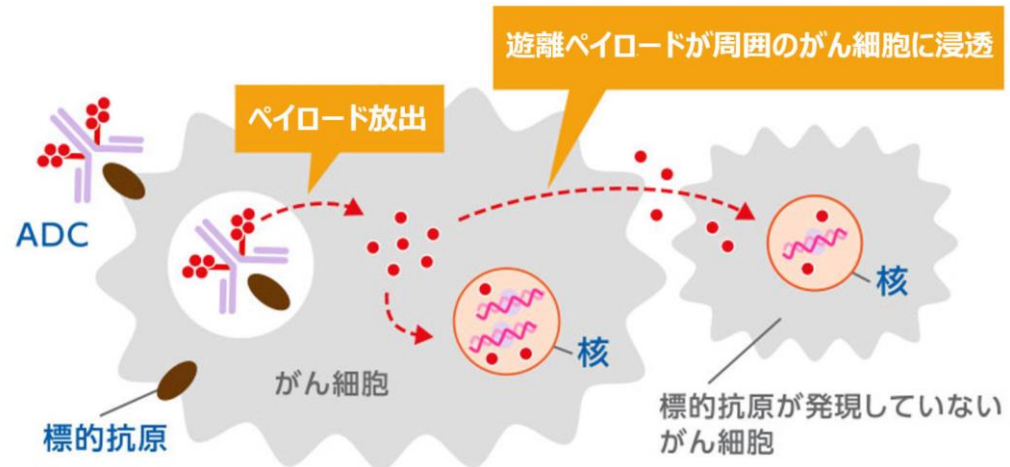 遊離ペイロードが周囲のがん細胞に浸透
ペイロード放出
ADC
核
核
がん細胞
標的抗原
標的抗原が発現していない
がん細胞